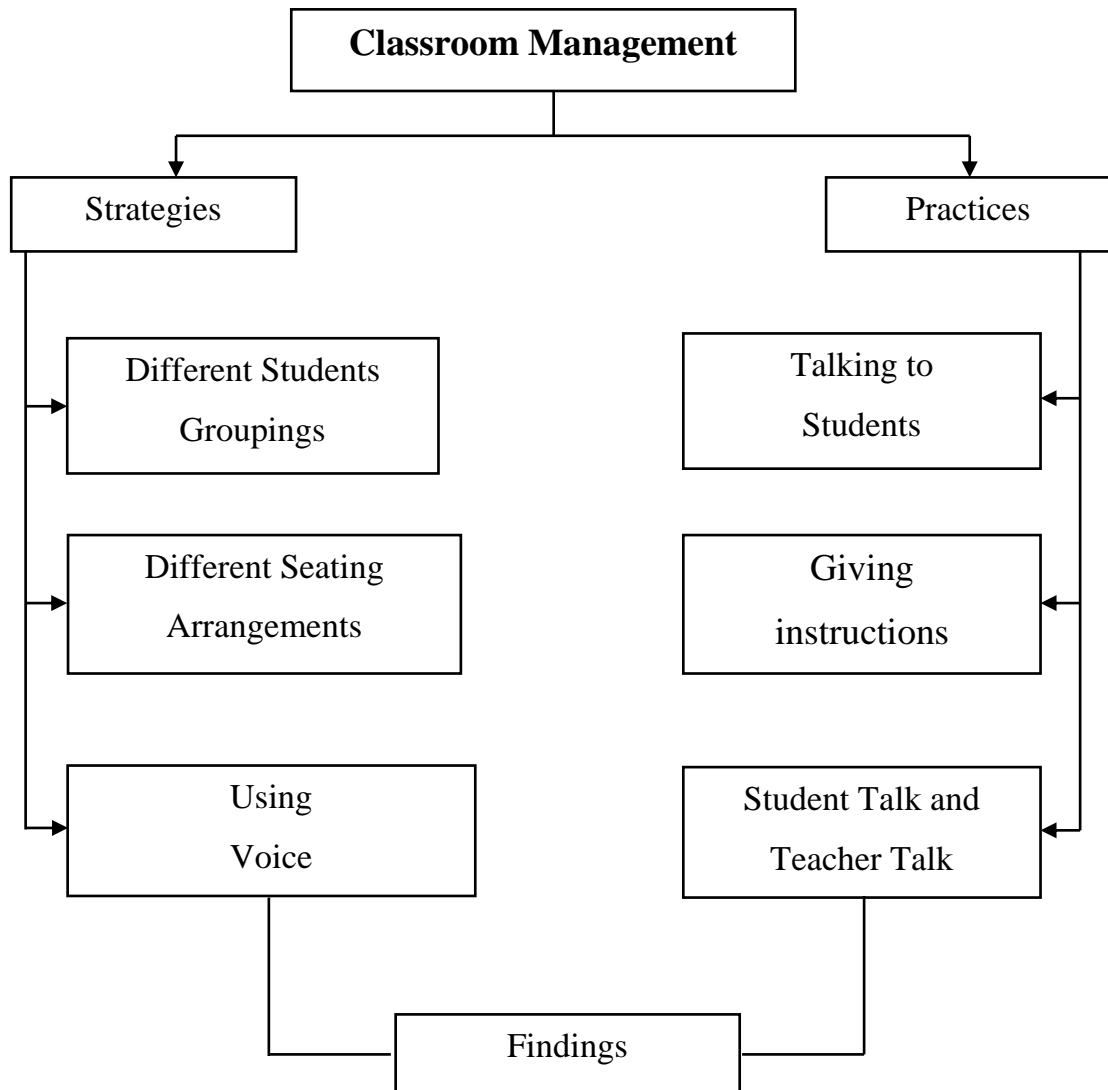 Classroom Management
Strategies
Practices
Different Students
Groupings
Talking to
Students
Different Seating
Arrangements
Giving
instructions
Using
Voice
Student Talk and
Teacher Talk
Findings